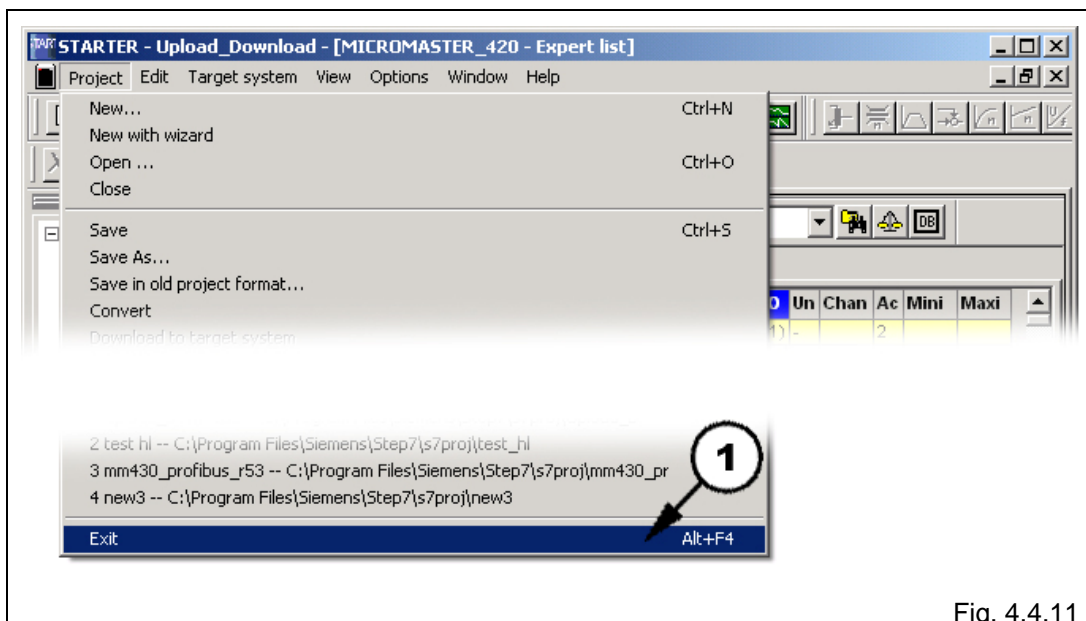 STARTER - Upload_Download - [MICROMASTER_420 - Expert list]
Project Edit Target system View Options Window Help
New... Ctrl+N
New with wizard
Open ... Ctrl+O
Close
Save Ctrl+S
DB
Save As...
Save in old project format...
Un Chan Ac Mini Maxi
Convert
Download to target system
1) - 2
2 test hl -- C:\Program Files\Siemens\Step7\s7proj\test_hl
3 mm430_profibus_r53 -- C:\Program Files\Siemens\Step7\s7proj\mm430_pr
4 new3 -- C:\Program Files\Siemens\Step7\s7proj\new3
1
Exit Alt+F4
Fig. 4.4.11